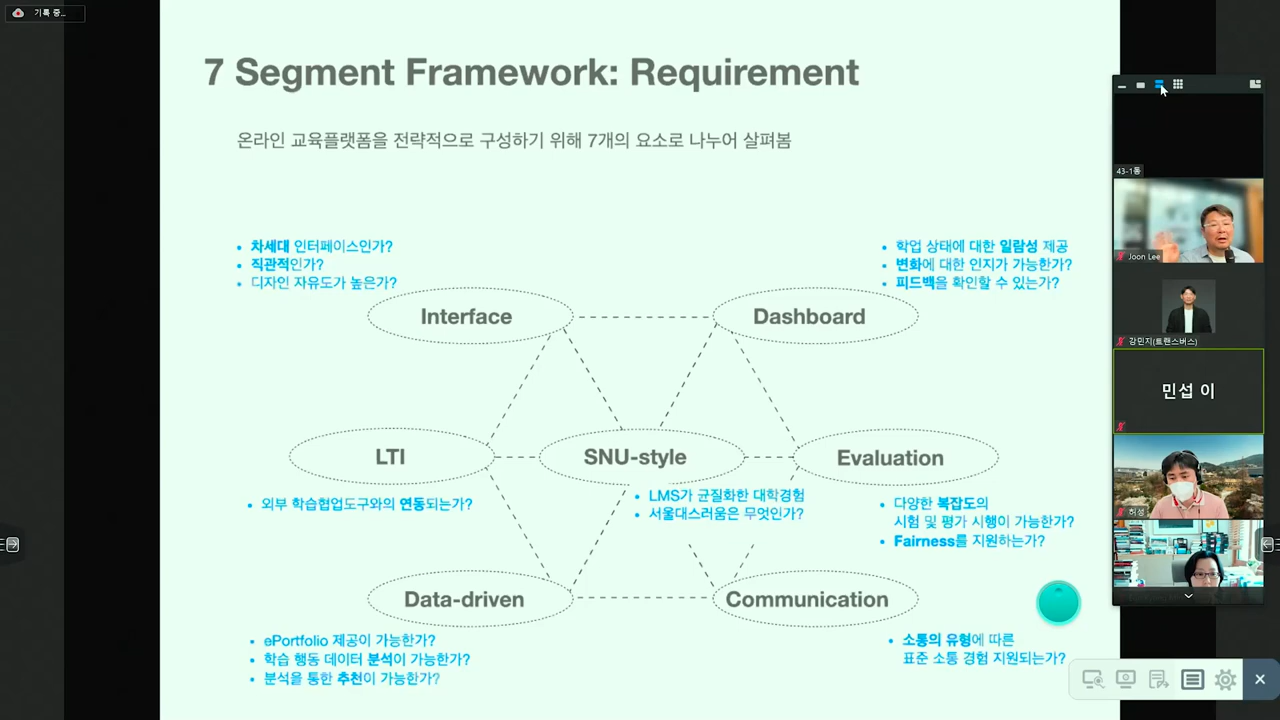 기록 중...
7 Segment Framework: Requirement
온라인 교육플랫폼을 전략적으로 구성하기 위해 7개의 요소로 나누어 살펴봄
• 차세대 인터페이스인가?
• 직관적인가?
• 디자인 자유도가 높은가?
• 학업 상태에 대한 일람성 제공
• 변화에 대한 인지가 가능한가?
• 피드백을 확인할 수 있는가?
Interface
Dashboard
LTI
SNU-style
Evaluation
• 외부 학습협업도구와의 연동되는가?
• LMS가 균질화한 대학경험
• 서울대스러움은 무엇인가?
• 다양한 복잡도의
시험 및 평가 시행이 가능한가?
• Fairness를 지원하는가?
Data-driven
Communication
• ePortfolio 제공이 가능한가?
• 학습 행동 데이터 분석이 가능한가?
• 분석을 통한 추천이 가능한가?
• 소통의 유형에 따른
표준 소통 경험 지원되는가?
43-1동
Joon Lee
강민지(트랜스버스)
민섭 이
허성